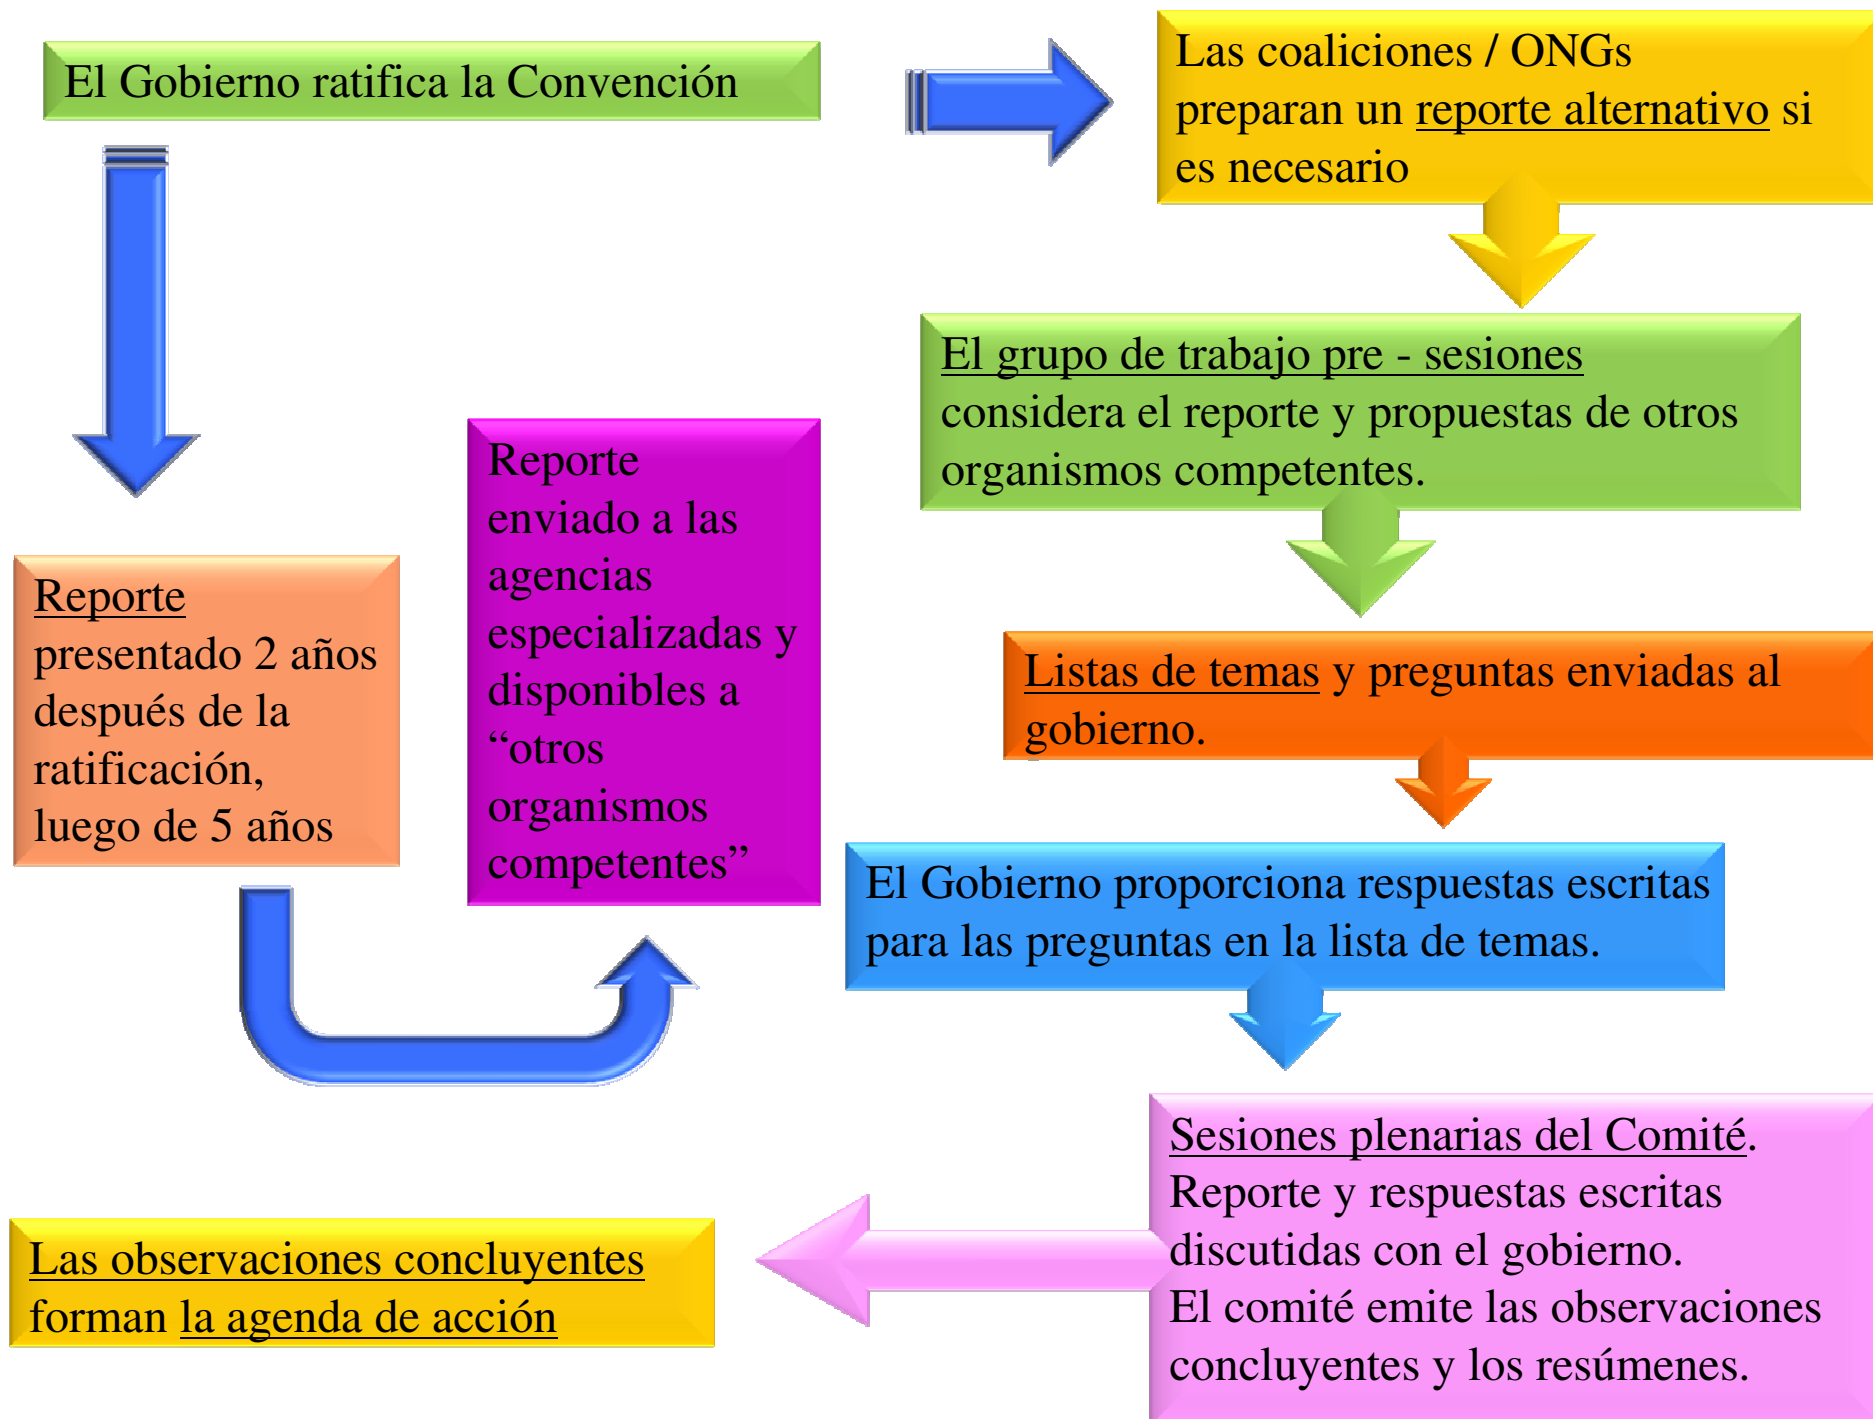 El Gobierno ratifica la Convención
Reporte
presentado 2 años
después de la
ratificación,
luego de 5 años
Reporte
enviado a las
agencias
especializadas y
disponibles a
“otros
organismos
competentes”
Las coaliciones / ONGs
preparan un reporte alternativo si
es necesario
El grupo de trabajo pre - sesiones
considera el reporte y propuestas de otros
organismos competentes.
Listas de temas y preguntas enviadas al
gobierno.
El Gobierno proporciona respuestas escritas
para las preguntas en la lista de temas.
Sesiones plenarias del Comité.
Reporte y respuestas escritas
discutidas con el gobierno.
El comité emite las observaciones
concluyentes y los resúmenes.
Las observaciones concluyentes
forman la agenda de acción